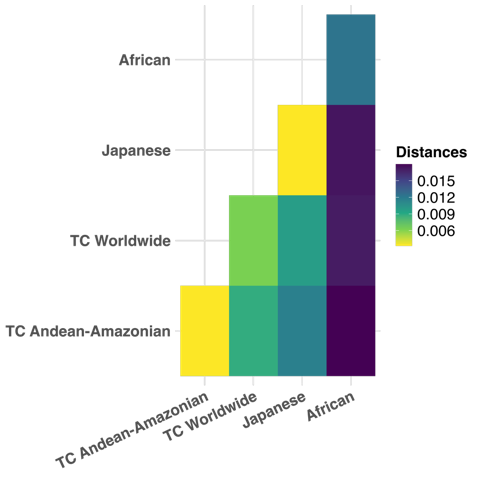 African
Japanese
TC Worldwide
TC Andean-Amazonian
TC Andean-Amazonian
TC Worldwide
Japanese
African
Distances
0.015
0.012
0.009
0.006